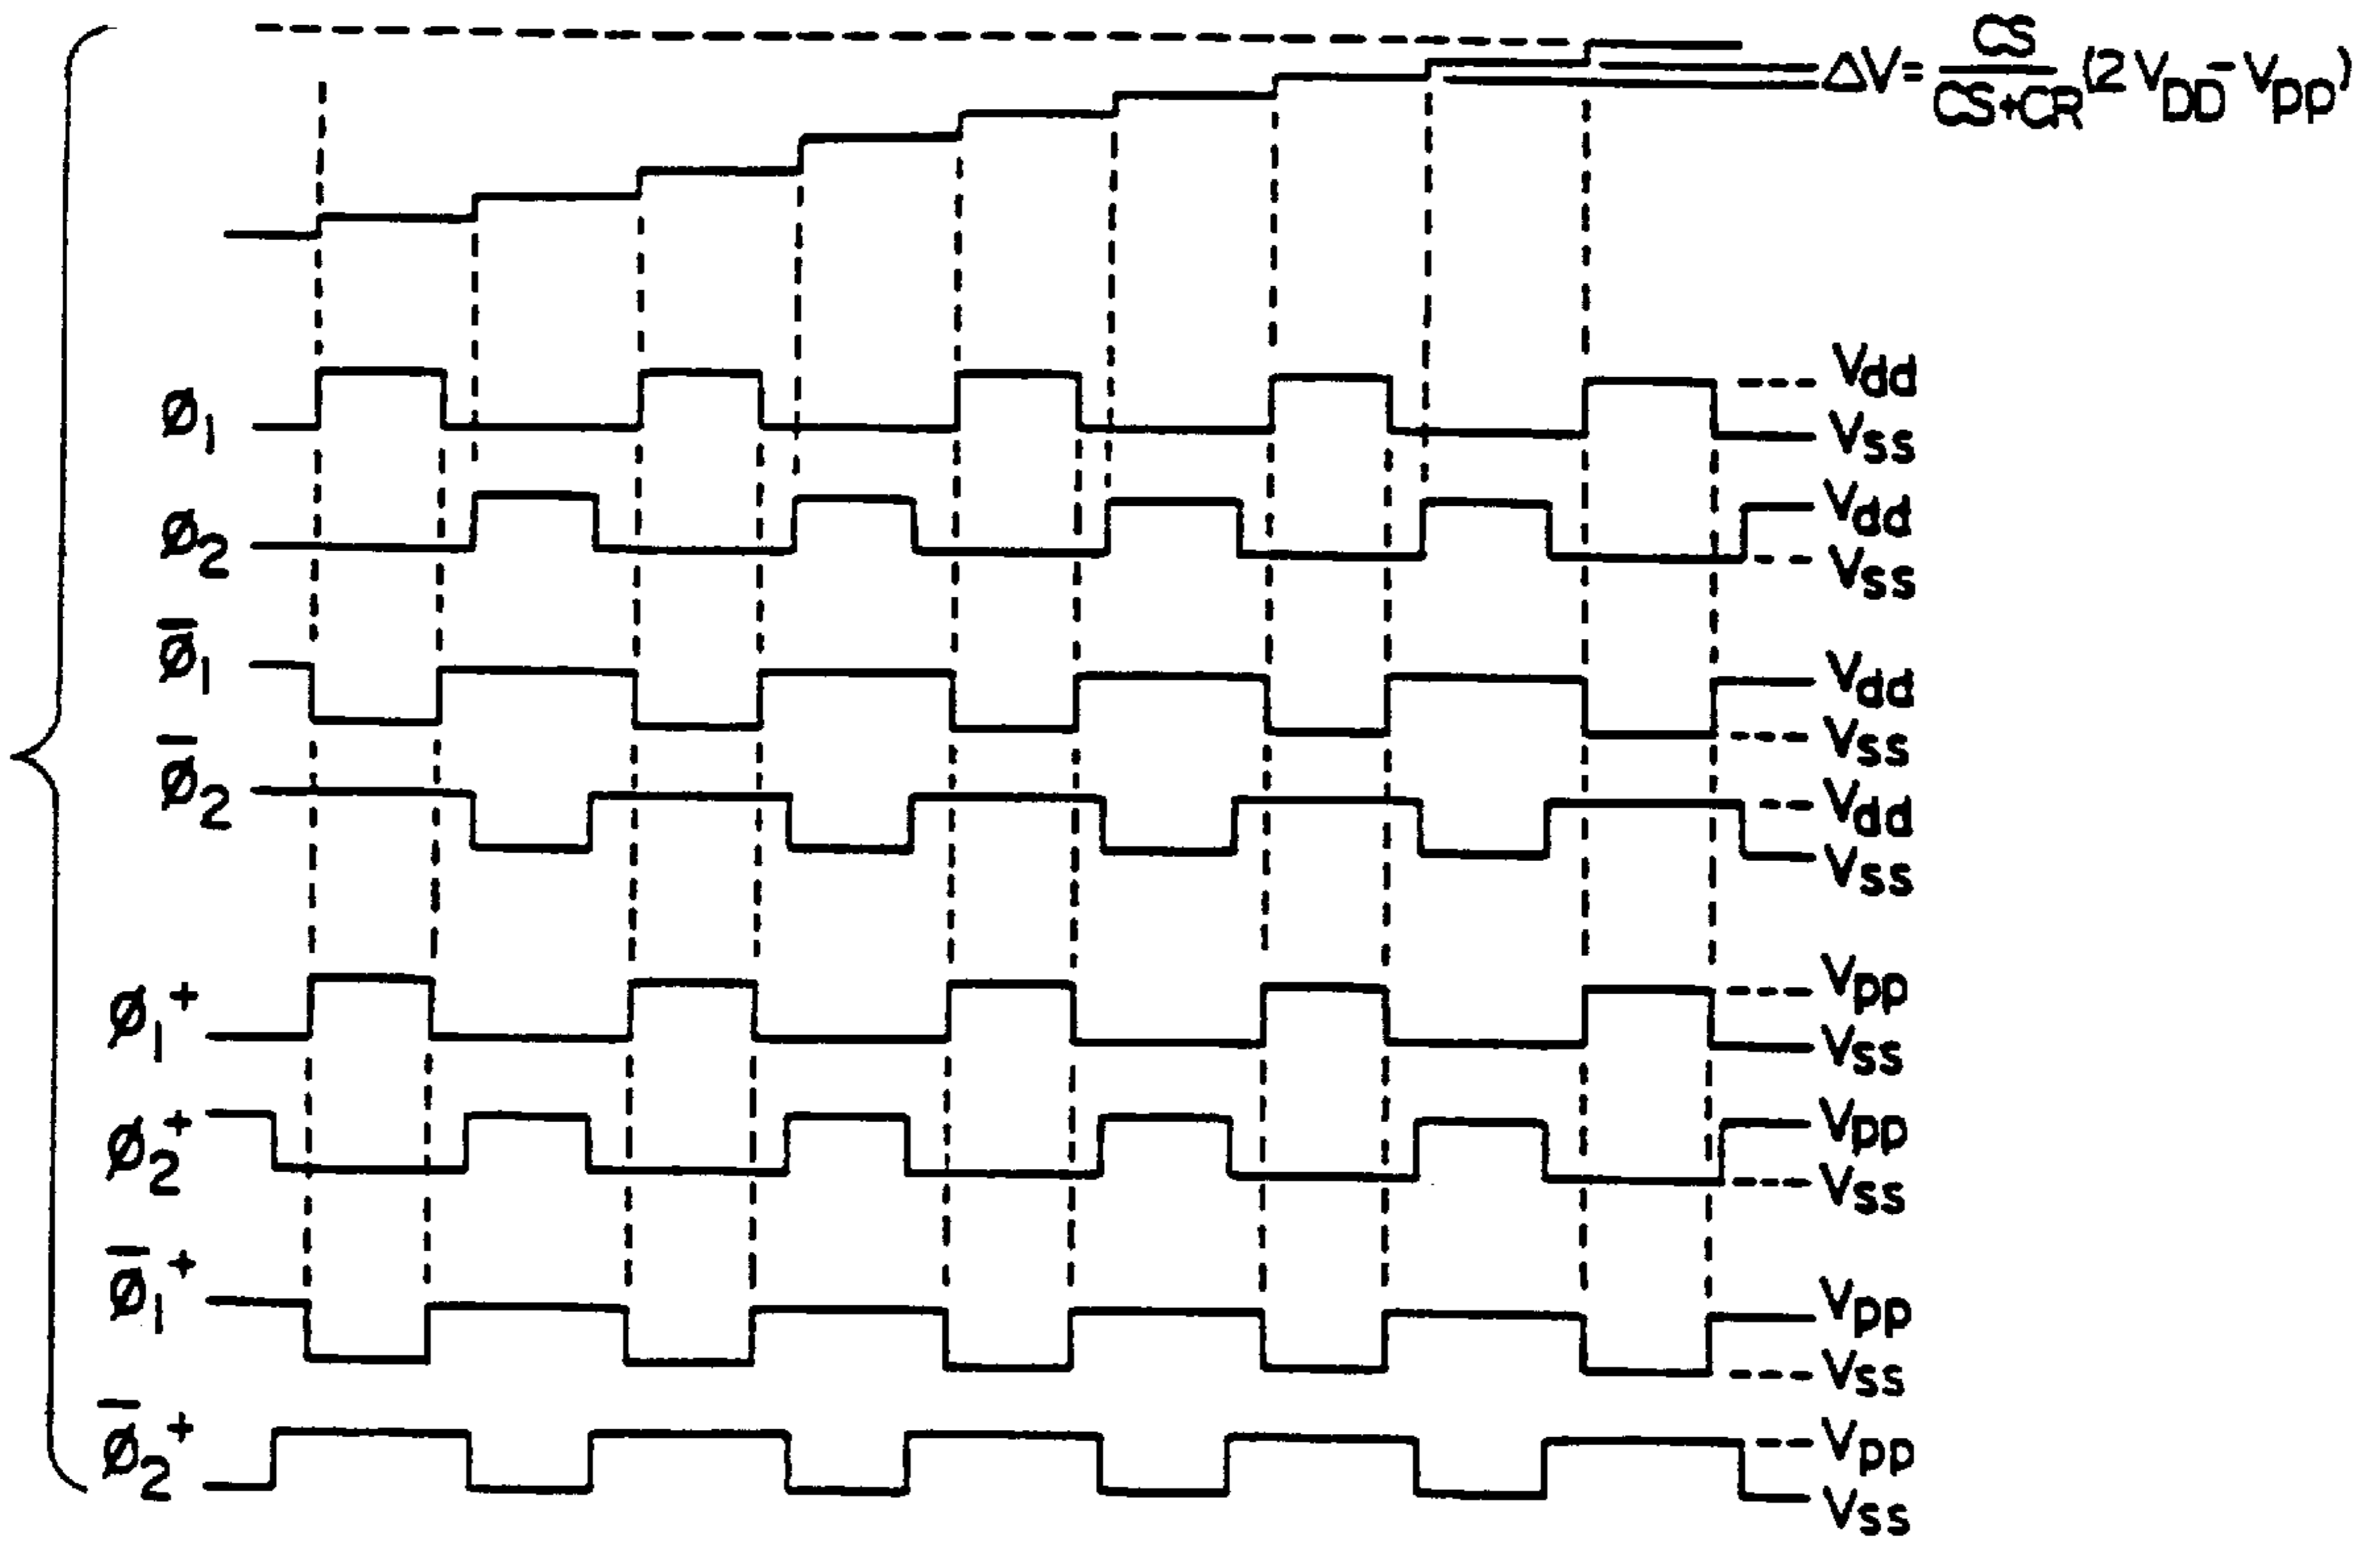 ΔV = CS/CS+CR (2VDD-Vpp)
Ø1 Vdd
Vss
Ø2 Vdd
Vss
Ø̅1 Vdd
Vss
Ø̅2 Vdd
Vss
Ø1+ Vpp
Vss
Ø2+ Vpp
Vss
Ø̅1+ Vpp
Vss
Ø̅2+ Vpp
Vss